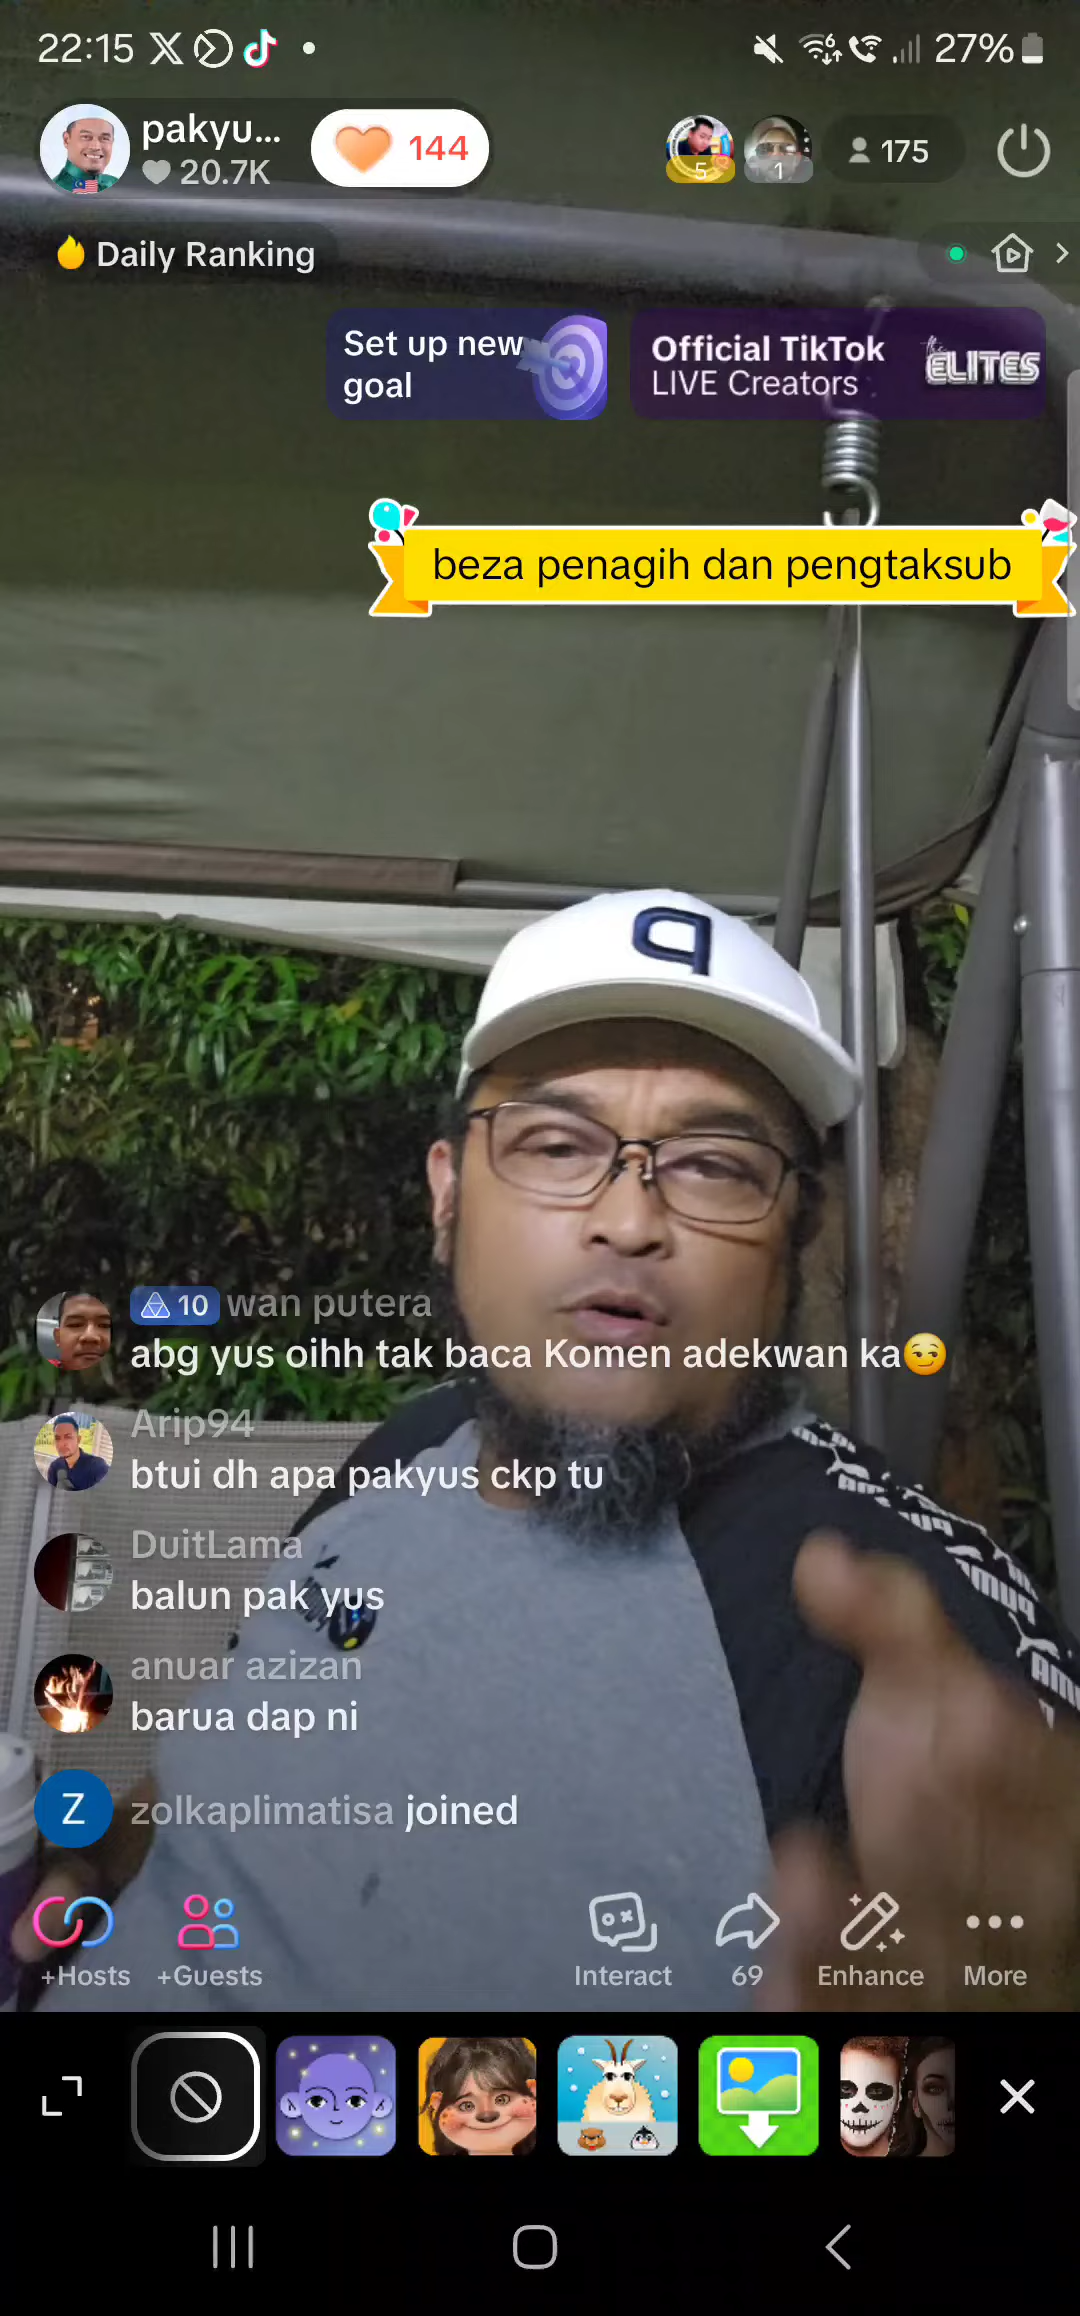 22:15
27%
pakyu...
20.7K
144
5
1
175
Daily Ranking
Set up new
goal
Official TikTok
LIVE Creators
the
ELITES
beza penagih dan pengtaksub
10 wan putera
abg yus oihh tak baca Komen adekwan ka😏
Arip94
btui dh apa pakyus ckp tu
DuitLama
balun pak yus
anuar azizan
barua dap ni
Z
zolkaplimatisa joined
+Hosts
+Guests
Interact
69
Enhance
More